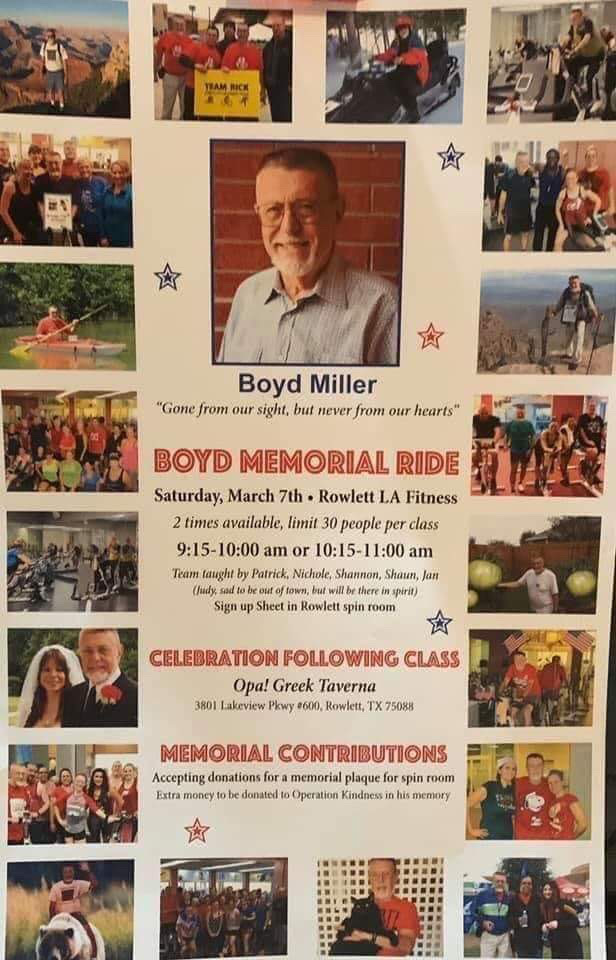 TEAM RICK
Boyd Miller
"Gone from our sight, but never from our hearts"
BOYD MEMORIAL RIDE
Saturday, March 7th • Rowlett LA Fitness
2 times available, limit 30 people per class
9:15-10:00 am or 10:15-11:00 am
Team taught by Patrick, Nichole, Shannon, Shaun, Jan
(Judy, sad to be out of town, but will be there in spirit)
Sign up Sheet in Rowlett spin room
CELEBRATION FOLLOWING CLASS
Opa! Greek Taverna
3801 Lakeview Pkwy #600, Rowlett, TX 75088
MEMORIAL CONTRIBUTIONS
Accepting donations for a memorial plaque for spin room
Extra money to be donated to Operation Kindness in his memory